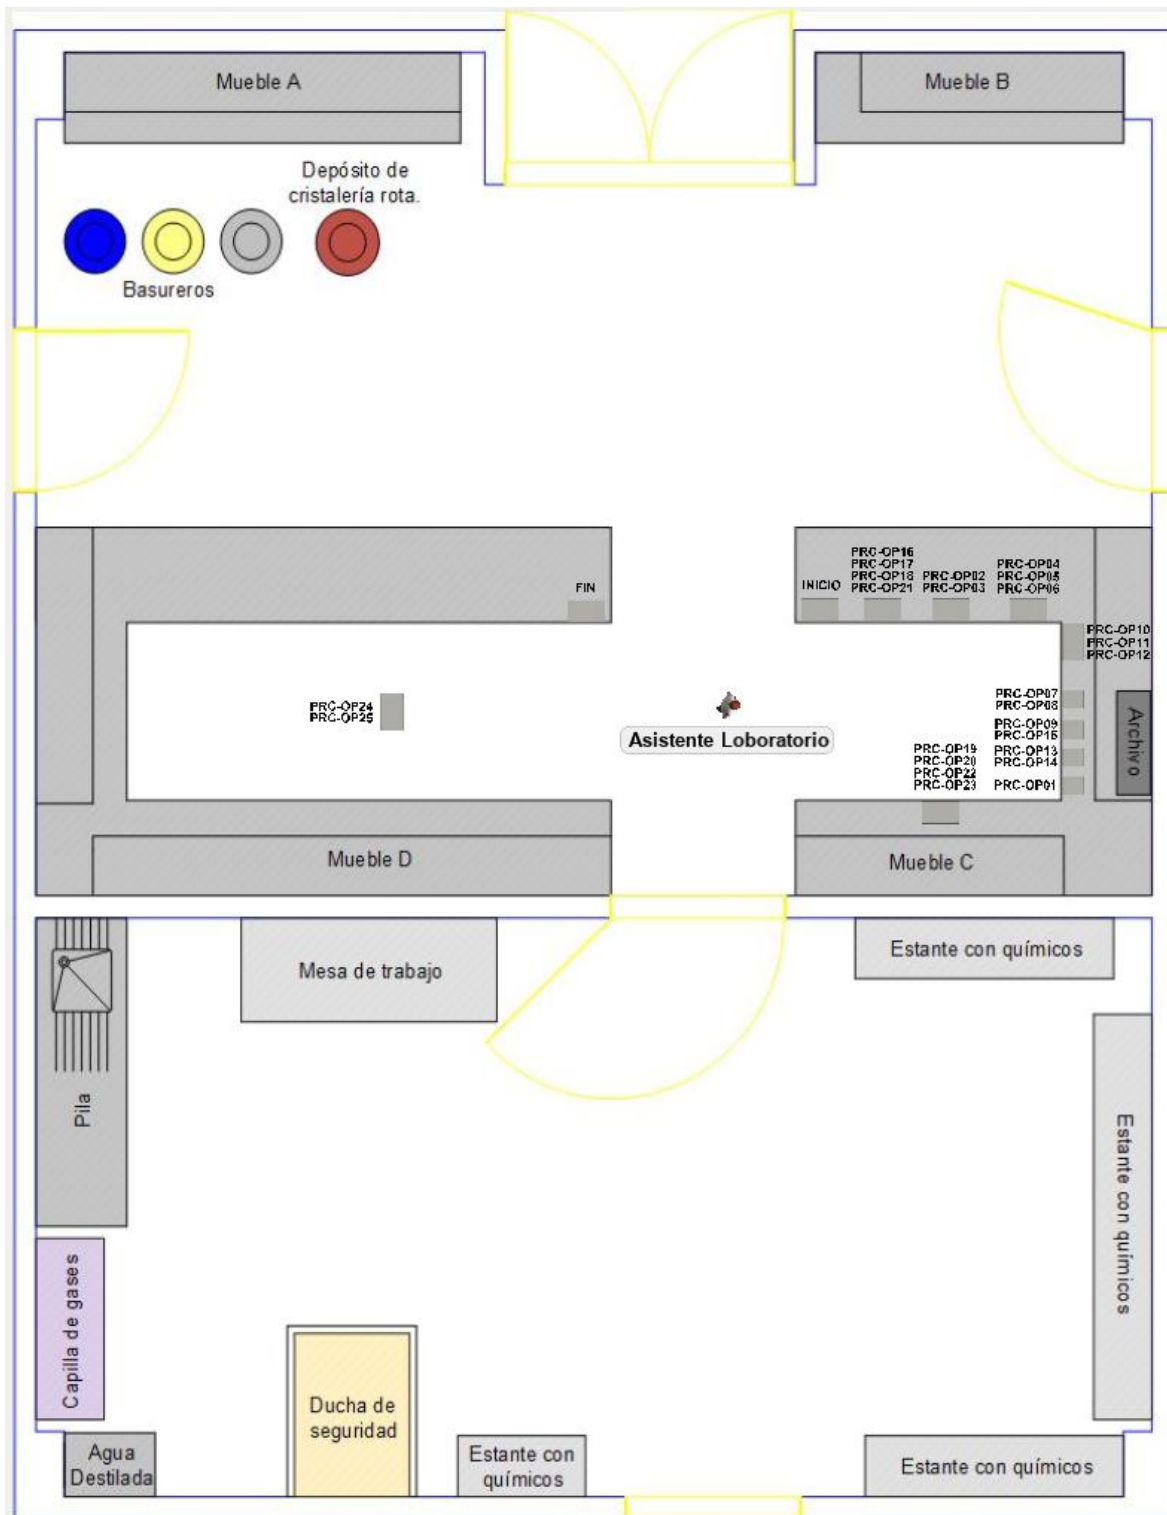 Mueble A
Mueble B
Depósito de
cristalería rota.
Basureros
FIN
INICIO
PRC-OP16
PRC-OP17
PRC-OP18
PRC-OP21
PRC-OP02
PRC-OP03
PRC-OP04
PRC-OP05
PRC-OP06
PRC-OP10
PRC-OP11
PRC-OP12
PRC-OP24
PRC-OP25
Asistente Loboratorio
PRC-OP07
PRC-OP08
PRC-OP09
PRC-OP15
PRC-OP13
PRC-OP14
PRC-OP01
PRC-OP19
PRC-OP20
PRC-OP22
PRC-OP23
Archivo
Mueble D
Mueble C
Mesa de trabajo
Estante con químicos
Pila
Estante con químicos
Capilla de gases
Ducha de
seguridad
Agua
Destilada
Estante con
químicos
Estante con químicos